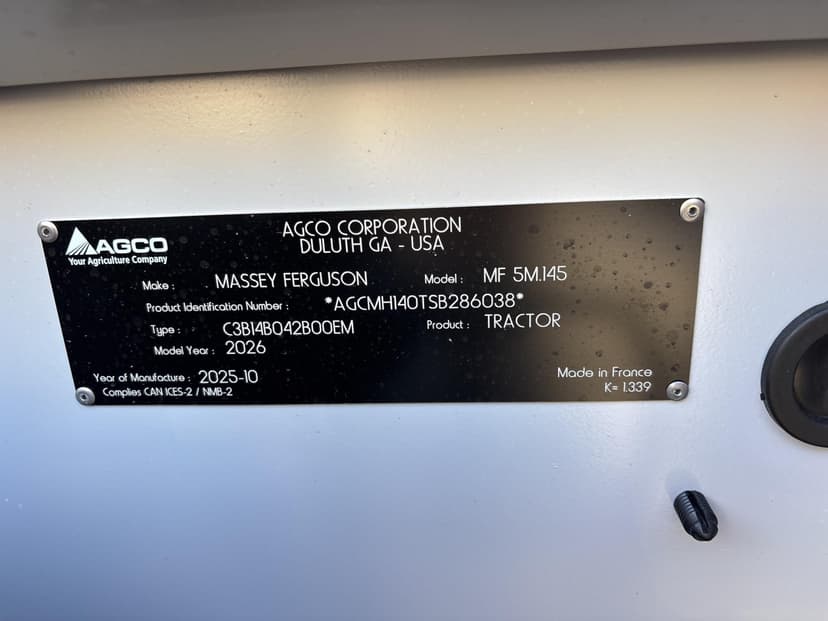 AGCO CORPORATION
DULUTH GA - USA
AGCO
Your Agriculture Company
Make : MASSEY FERGUSON Model : MF 5M.145
Product Identification Number : *AGCMH140TSB286038*
Type : C3B14B042B00EM Product : TRACTOR
Model Year : 2026
Year of Manufacture : 2025-10 Made in France
Complies CAN ICES-2 / NMB-2 K= 1.339